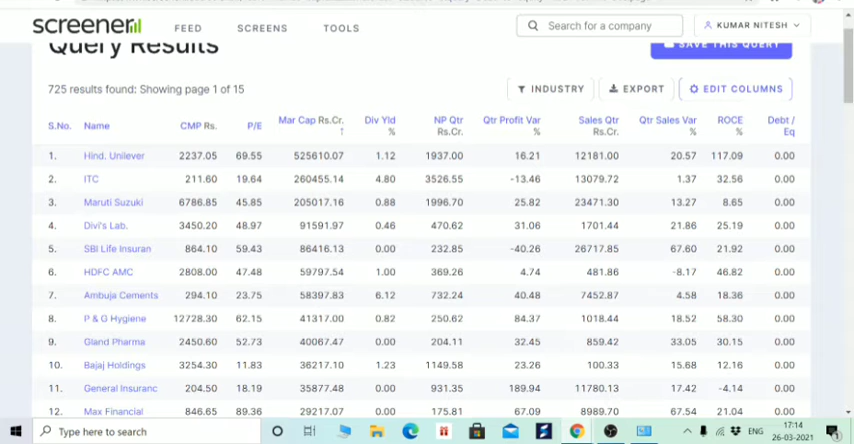 screener
FEED SCREENS TOOLS
Search for a company
KUMAR NITESH
Query Results
SAVE THIS QUERY
725 results found: Showing page 1 of 15
INDUSTRY EXPORT EDIT COLUMNS
S.No. Name CMP Rs. P/E Mar Cap Rs.Cr. ↑ Div Yld % NP Qtr Rs.Cr. Qtr Profit Var % Sales Qtr Rs.Cr. Qtr Sales Var % ROCE % Debt / Eq
1. Hind. Unilever 2237.05 69.55 525610.07 1.12 1937.00 16.21 12181.00 20.57 117.09 0.00
2. ITC 211.60 19.64 260455.14 4.80 3526.55 -13.46 13079.72 1.37 32.56 0.00
3. Maruti Suzuki 6786.85 45.85 205017.16 0.88 1996.70 25.82 23471.30 13.27 8.65 0.00
4. Divi's Lab. 3450.20 48.97 91591.97 0.46 470.62 31.06 1701.44 21.86 25.19 0.00
5. SBI Life Insuran 864.10 59.43 86416.13 0.00 232.85 -40.26 26717.85 67.60 21.92 0.00
6. HDFC AMC 2808.00 47.48 59797.54 1.00 369.26 4.74 481.86 -8.17 46.82 0.00
7. Ambuja Cements 294.10 23.75 58397.83 6.12 732.24 40.48 7452.87 4.58 18.36 0.00
8. P & G Hygiene 12728.30 62.15 41317.00 0.82 250.62 84.37 1018.44 18.52 58.30 0.00
9. Gland Pharma 2450.60 52.73 40067.47 0.00 204.11 32.45 859.42 33.05 30.15 0.00
10. Bajaj Holdings 3254.30 11.83 36217.10 1.23 1149.58 23.26 100.33 15.68 12.16 0.00
11. General Insuranc 204.50 18.19 35877.48 0.00 931.35 189.94 11780.13 17.42 -4.14 0.00
12. Max Financial 846.65 89.36 29217.07 0.00 175.81 67.09 8989.70 67.54 21.04 0.00
Type here to search
ENG
17:14
26-03-2021